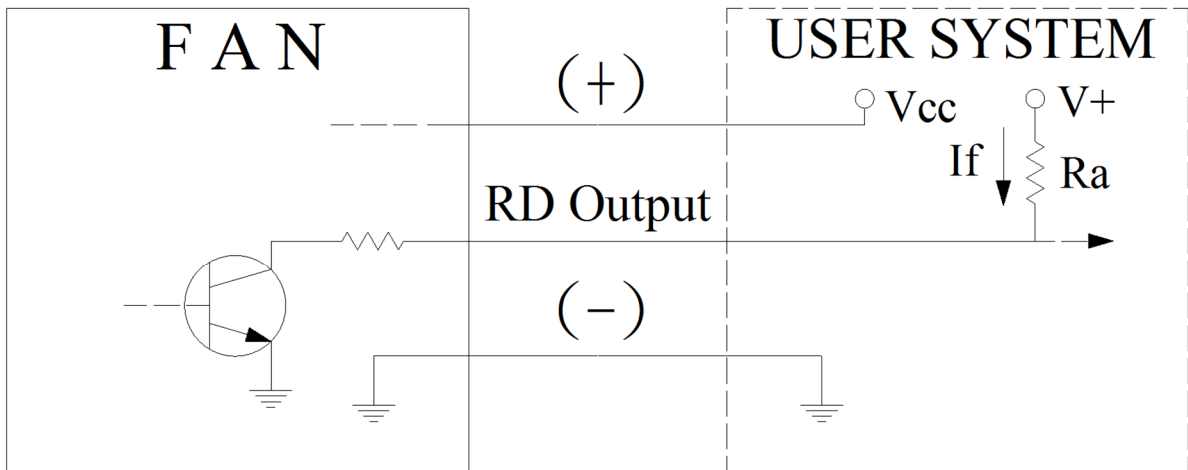 F A N
USER SYSTEM
(+)
Vcc
V+
If
Ra
RD Output
(-)